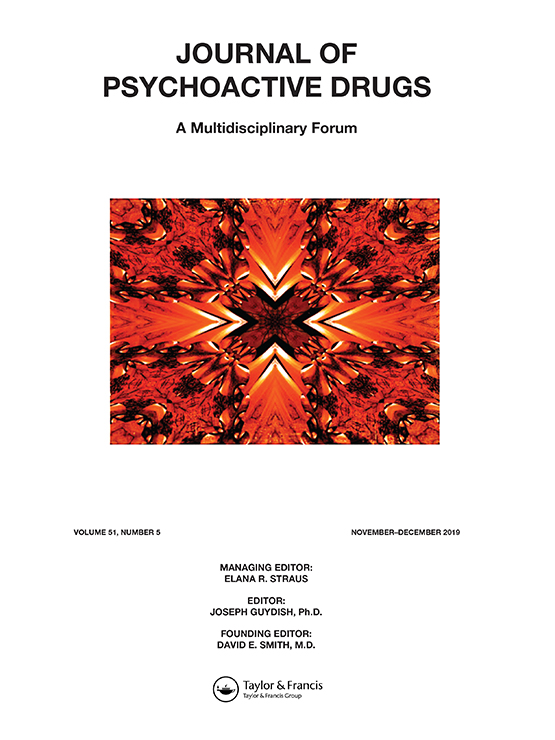 JOURNAL OF
PSYCHOACTIVE DRUGS
A Multidisciplinary Forum
VOLUME 51, NUMBER 5
NOVEMBER–DECEMBER 2019
MANAGING EDITOR:
ELANA R. STRAUS
EDITOR:
JOSEPH GUYDISH, Ph.D.
FOUNDING EDITOR:
DAVID E. SMITH, M.D.
Taylor & Francis
Taylor & Francis Group